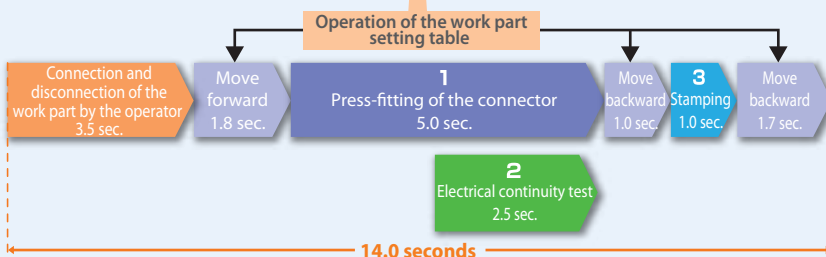 Operation of the work part
setting table
Connection and
disconnection of the
work part by the operator
3.5 sec.
Move
forward
1.8 sec.
1
Press-fitting of the connector
5.0 sec.
Move
backward
1.0 sec.
3
Stamping
1.0 sec.
Move
backward
1.7 sec.
2
Electrical continuity test
2.5 sec.
14.0 seconds